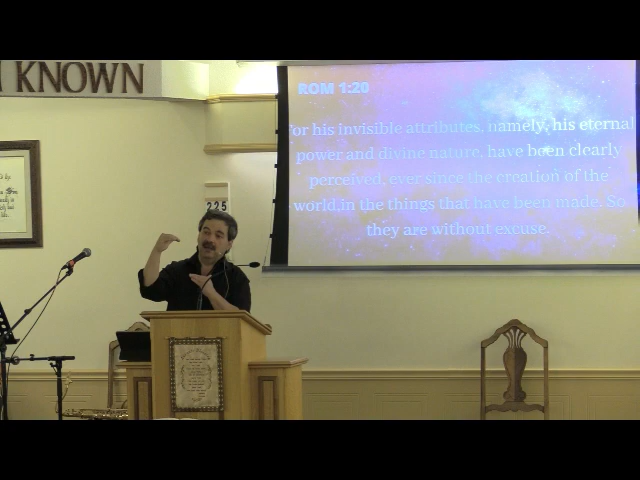 KNOWN
ROM 1:20
or his invisible attributes, namely, his eternal
power and divine nature, have been clearly
perceived, ever since the creation of the
world,in the things that have been made. So
they are without excuse.
225